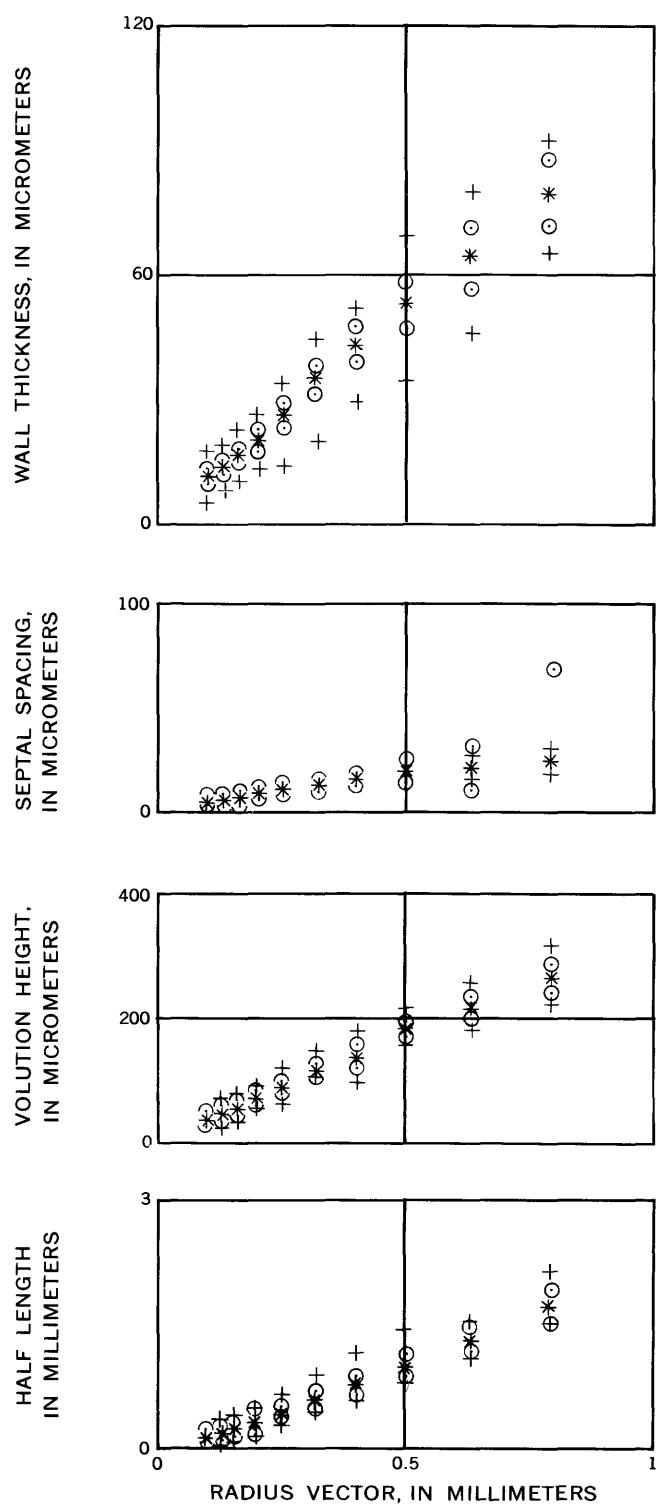 WALL THICKNESS, IN MICROMETERS
120
60
0
SEPTAL SPACING,
IN MICROMETERS
100
0
VOLUTION HEIGHT,
IN MICROMETERS
400
200
0
HALF LENGTH
IN MILLIMETERS
3
0
0 0.5 1
RADIUS VECTOR, IN MILLIMETERS